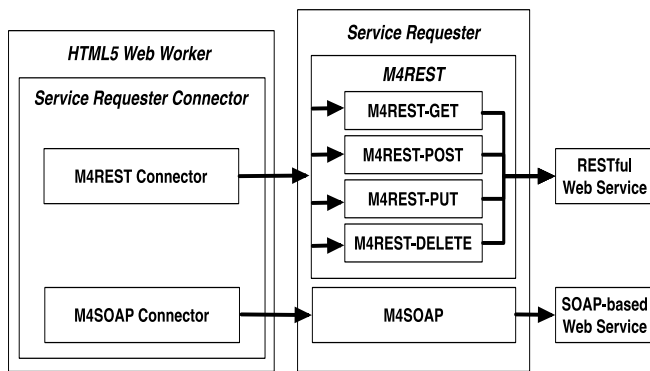 HTML5 Web Worker
Service Requester Connector
M4REST Connector
M4SOAP Connector
Service Requester
M4REST
M4REST-GET
M4REST-POST
M4REST-PUT
M4REST-DELETE
M4SOAP
RESTful
Web Service
SOAP-based
Web Service